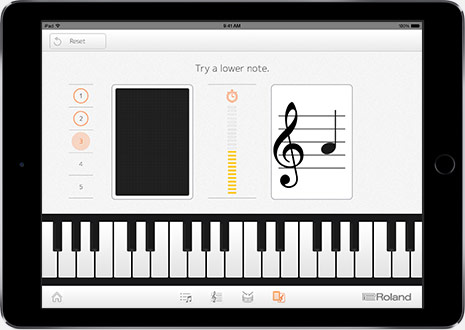 iPad
9:41 AM
100%
Reset
Try a lower note.
1
2
3
4
5
Roland